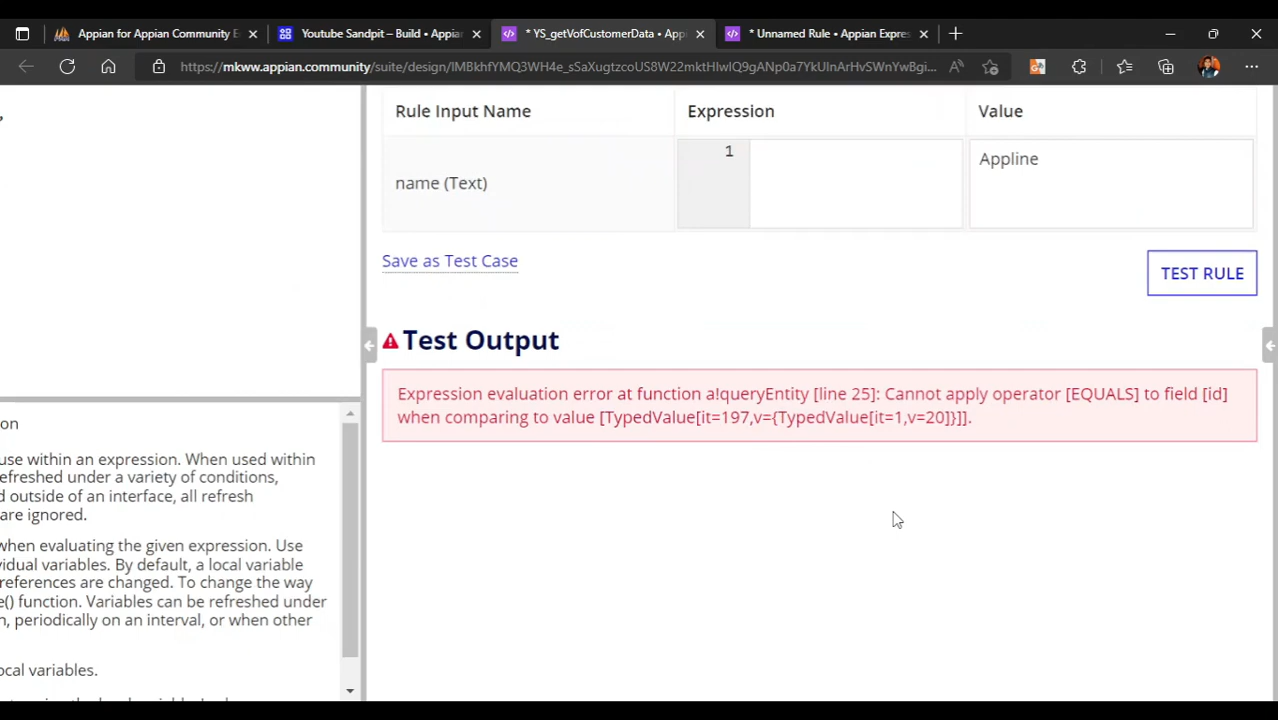 Appian for Appian Community E
Youtube Sandpit – Build • Appian
* YS_getVofCustomerData • App
* Unnamed Rule • Appian Expres
https://mkww.appian.community/suite/design/
Rule Input Name
Expression
Value
name (Text)
1
Appline
Save as Test Case
TEST RULE
Test Output
Expression evaluation error at function a!queryEntity [line 25]: Cannot apply operator [EQUALS] to field [id]
when comparing to value [TypedValue[it=197,v={TypedValue[it=1,v=20]}]].
on
use within an expression. When used within
efreshed under a variety of conditions,
d outside of an interface, all refresh
are ignored.
when evaluating the given expression. Use
vidual variables. By default, a local variable
references are changed. To change the way
e() function. Variables can be refreshed under
n, periodically on an interval, or when other
ocal variables.